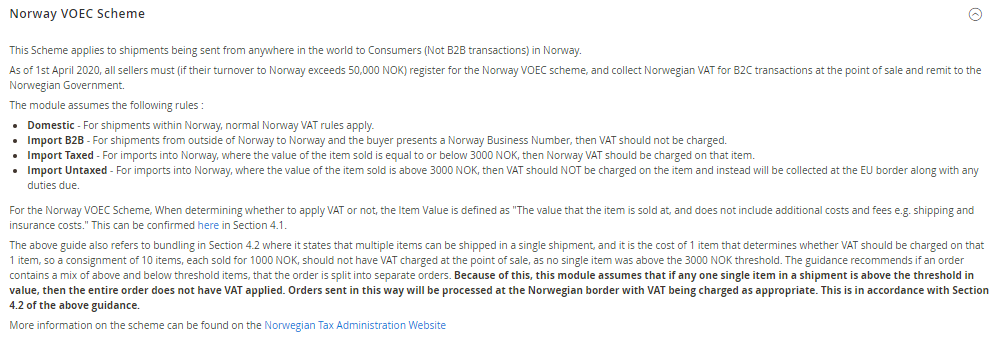 Norway VOEC Scheme
This Scheme applies to shipments being sent from anywhere in the world to Consumers (Not B2B transactions) in Norway.
As of 1st April 2020, all sellers must (if their turnover to Norway exceeds 50,000 NOK) register for the Norway VOEC scheme, and collect Norwegian VAT for B2C transactions at the point of sale and remit to the
Norwegian Government.
The module assumes the following rules :
• Domestic - For shipments within Norway, normal Norway VAT rules apply.
• Import B2B - For shipments from outside of Norway to Norway and the buyer presents a Norway Business Number, then VAT should not be charged.
• Import Taxed - For imports into Norway, where the value of the item sold is equal to or below 3000 NOK, then Norway VAT should be charged on that item.
• Import Untaxed - For imports into Norway, where the value of the item sold is above 3000 NOK, then VAT should NOT be charged on the item and instead will be collected at the EU border along with any
duties due.
For the Norway VOEC Scheme, When determining whether to apply VAT or not, the Item Value is defined as "The value that the item is sold at, and does not include additional costs and fees e.g. shipping and
insurance costs." This can be confirmed here in Section 4.1.
The above guide also refers to bundling in Section 4.2 where it states that multiple items can be shipped in a single shipment, and it is the cost of 1 item that determines whether VAT should be charged on that
1 item, so a consignment of 10 items, each sold for 1000 NOK, should not have VAT charged at the point of sale, as no single item was above the 3000 NOK threshold. The guidance recommends if an order
contains a mix of above and below threshold items, that the order is split into separate orders. Because of this, this module assumes that if any one single item in a shipment is above the threshold in
value, then the entire order does not have VAT applied. Orders sent in this way will be processed at the Norwegian border with VAT being charged as appropriate. This is in accordance with Section
4.2 of the above guidance.
More information on the scheme can be found on the Norwegian Tax Administration Website